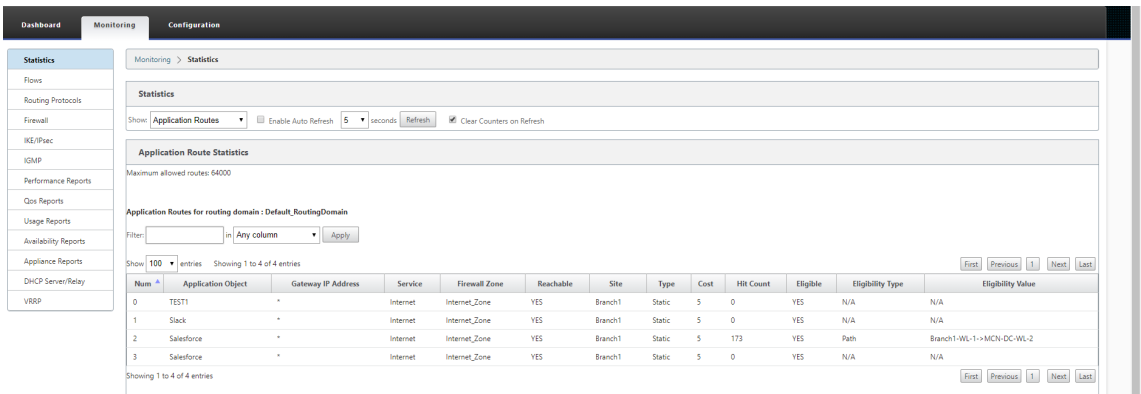 Dashboard Monitoring Configuration
Statistics
Flows
Routing Protocols
Firewall
IKE/IPsec
IGMP
Performance Reports
Qos Reports
Usage Reports
Availability Reports
Appliance Reports
DHCP Server/Relay
VRRP
Monitoring > Statistics
Statistics
Show: Application Routes Enable Auto Refresh 5 seconds Refresh Clear Counters on Refresh
Application Route Statistics
Maximum allowed routes: 64000
Application Routes for routing domain : Default_RoutingDomain
Filter: in Any column Apply
Show 100 entries Showing 1 to 4 of 4 entries First Previous 1 Next Last
Num Application Object Gateway IP Address Service Firewall Zone Reachable Site Type Cost Hit Count Eligible Eligibility Type Eligibility Value
0 TEST1 * Internet Internet_Zone YES Branch1 Static 5 0 YES N/A N/A
1 Slack * Internet Internet_Zone YES Branch1 Static 5 0 YES N/A N/A
2 Salesforce * Internet Internet_Zone YES Branch1 Static 5 173 YES Path Branch1-WL-1->MCN-DC-WL-2
3 Salesforce * Internet Internet_Zone YES Branch1 Static 5 0 YES N/A N/A
Showing 1 to 4 of 4 entries First Previous 1 Next Last